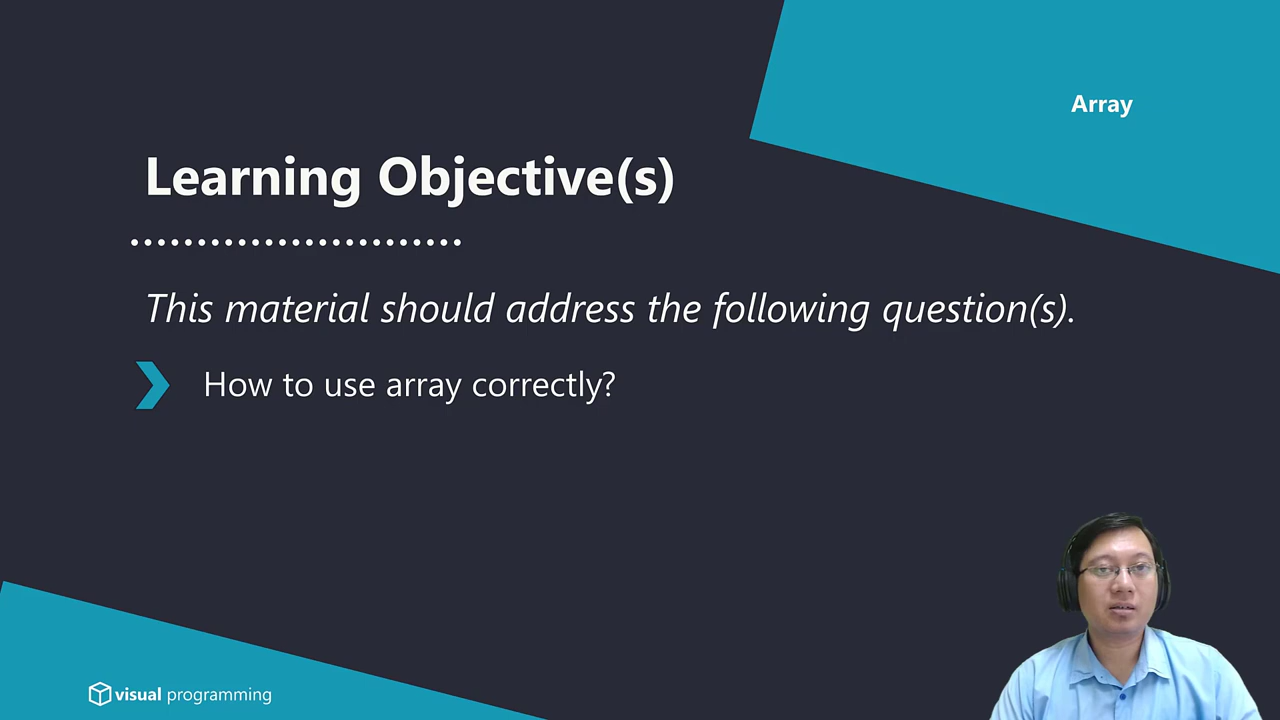 Array
Learning Objective(s)
This material should address the following question(s).
How to use array correctly?
visual programming